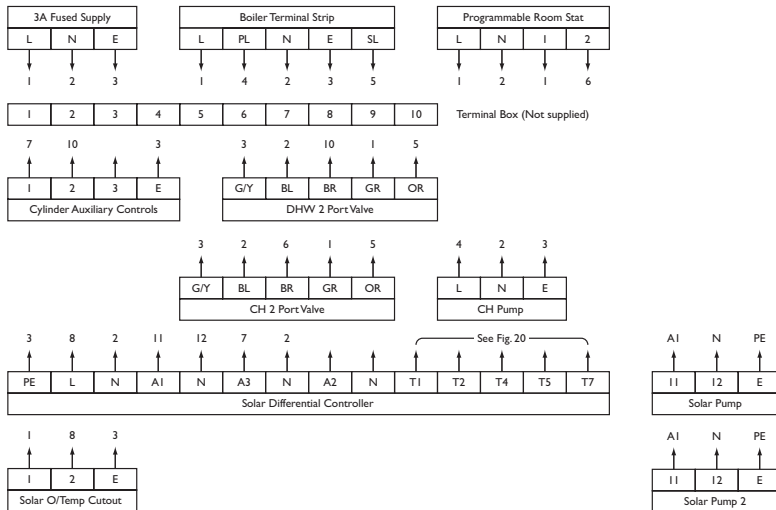 3A Fused Supply Boiler Terminal Strip Programmable Room Stat
L N E L PL N E SL L N 1 2
1 2 3 1 4 2 3 5 1 2 1 6
1 2 3 4 5 6 7 8 9 10 Terminal Box (Not supplied)
7 10 3 3 2 10 1 5
1 2 3 E G/Y BL BR GR OR
Cylinder Auxiliary Controls DHW 2 Port Valve
3 2 6 1 5 4 2 3
G/Y BL BR GR OR L N E
CH 2 Port Valve CH Pump
3 8 2 11 12 7 2 See Fig. 20 A1 N PE
PE L N A1 N A3 N A2 N T1 T2 T4 T5 T7 11 12 E
Solar Differential Controller Solar Pump
1 8 3 A1 N PE
1 2 E 11 12 E
Solar O/Temp Cutout Solar Pump 2